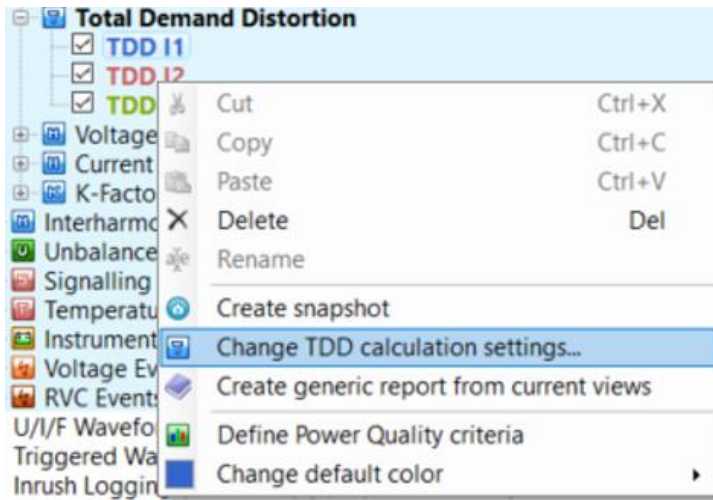 Total Demand Distortion
TDD I1
TDD I2
TDD
Voltage
Current
K-Facto
Interharmo
Unbalance
Signalling
Temperatu
Instrument
Voltage Ev
RVC Events
U/I/F Wavefo
Triggered Wa
Inrush Logging
Cut Ctrl+X
Copy Ctrl+C
Paste Ctrl+V
Delete Del
Rename
Create snapshot
Change TDD calculation settings...
Create generic report from current views
Define Power Quality criteria
Change default color